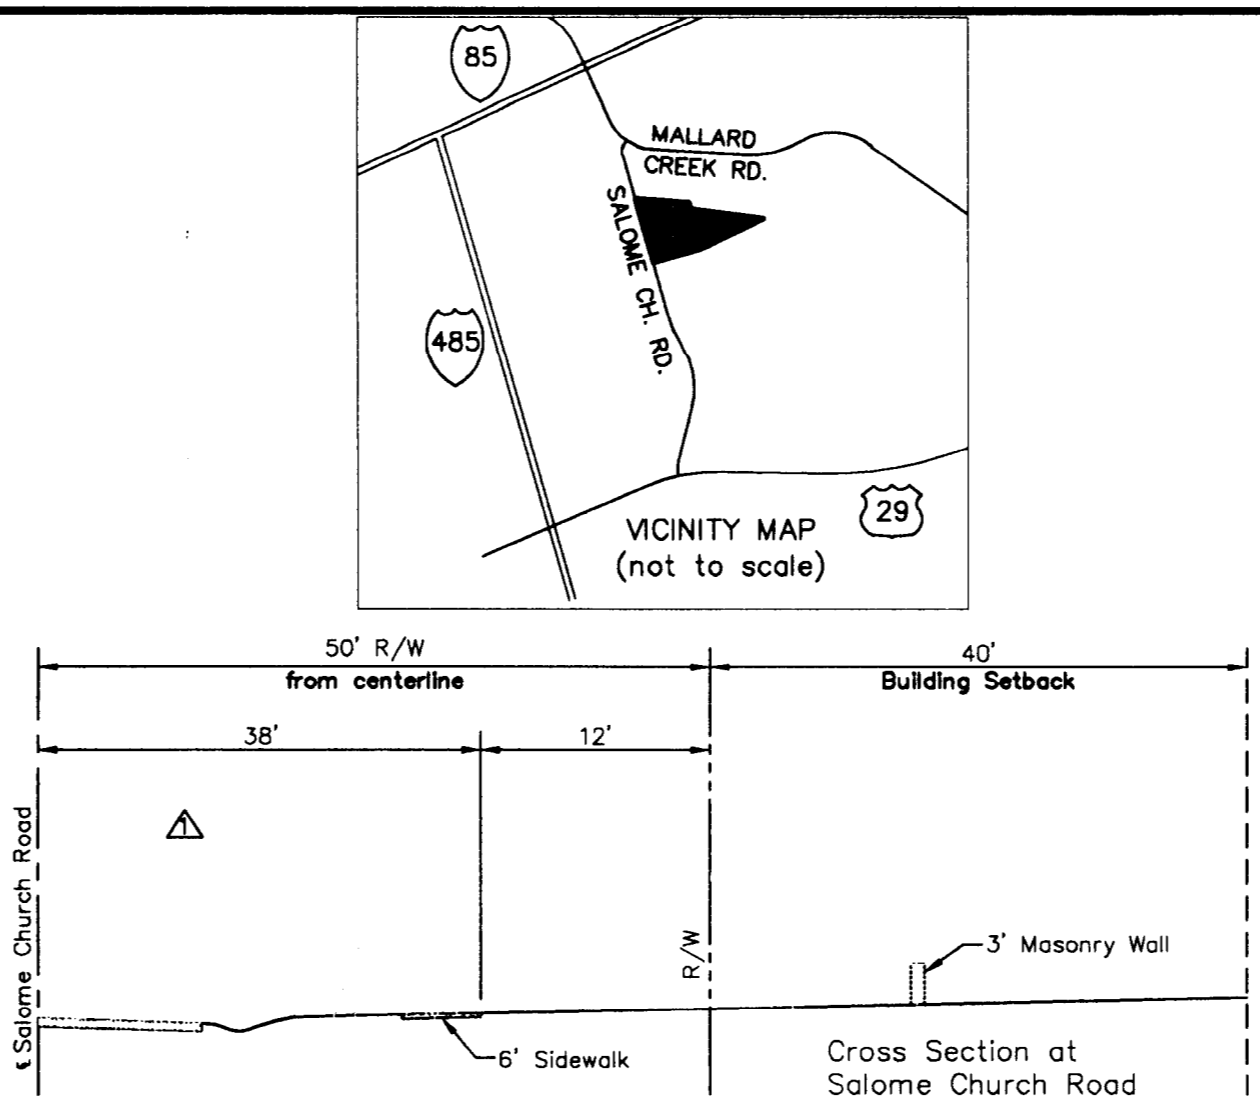 85
MALLARD
CREEK RD.
SALOME CH. RD.
485
29
VICINITY MAP
(not to scale)
50' R/W
from centerline
40'
Building Setback
38'
12'
1
℄ Salome Church Road
R/W
3' Masonry Wall
6' Sidewalk
Cross Section at
Salome Church Road